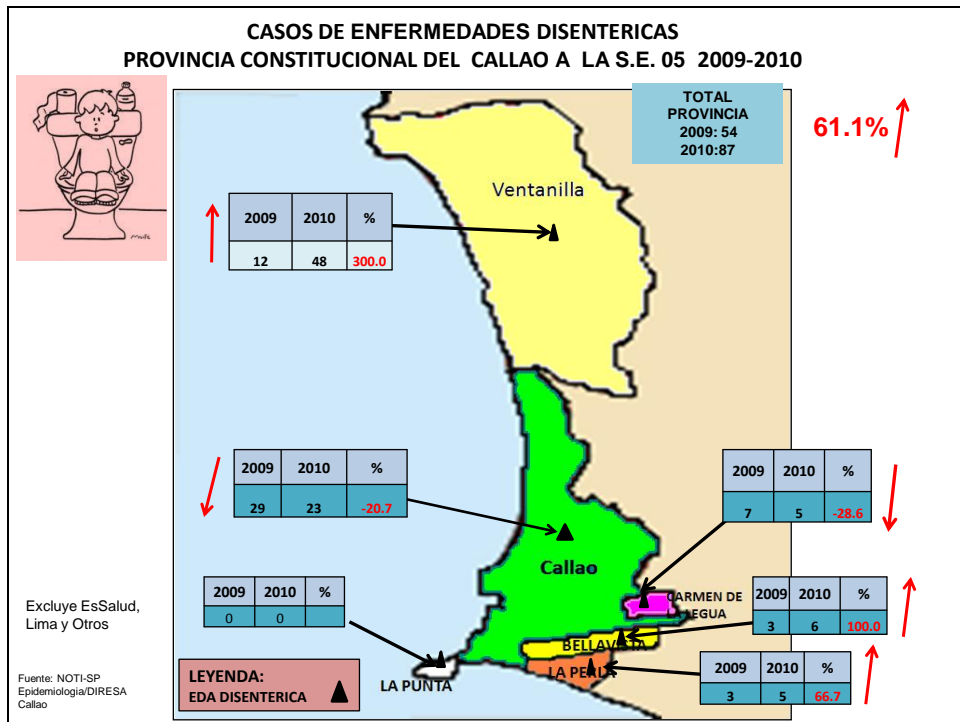 CASOS DE ENFERMEDADES DISENTERICAS
PROVINCIA CONSTITUCIONAL DEL CALLAO A LA S.E. 05 2009-2010
TOTAL
PROVINCIA
2009: 54
2010:87
61.1%
Ventanilla
2009 2010 %
12 48 300.0
2009 2010 %
29 23 -20.7
2009 2010 %
7 5 -28.6
Callao
CARMEN DE
LA LEGUA
2009 2010 %
0 0
2009 2010 %
3 6 100.0
BELLAVISTA
LA PERLA
2009 2010 %
3 5 66.7
LA PUNTA
Excluye EsSalud,
Lima y Otros
LEYENDA:
EDA DISENTERICA
Fuente: NOTI-SP
Epidemiologia/DIRESA
Callao